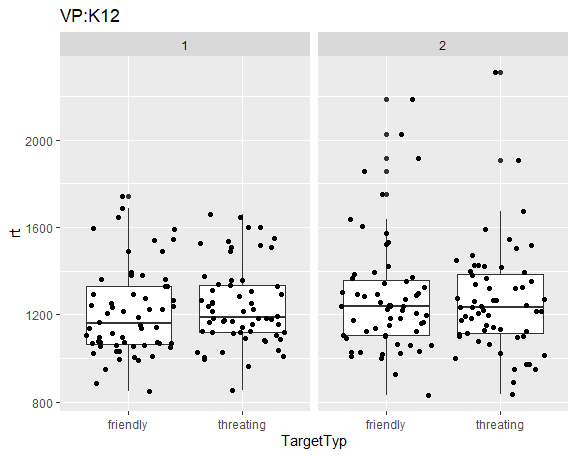 VP:K12
1
2
2000
1600
1200
800
rt
friendly
threating
friendly
threating
TargetTyp